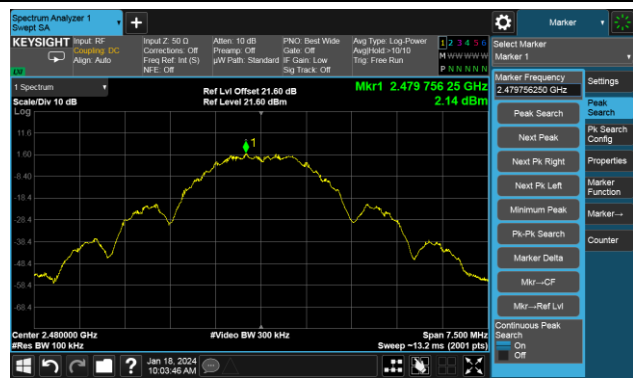 Spectrum Analyzer 1
Swept SA
+
Marker
KEYSIGHT
Input: RF
Coupling: DC
Align: Auto
Input Z: 50 Ω
Corrections: Off
Freq Ref: Int (S)
NFE: Off
Atten: 10 dB
Preamp: Off
µW Path: Standard
PNO: Best Wide
Gate: Off
IF Gain: Low
Sig Track: Off
Avg Type: Log-Power
Avg|Hold:>10/10
Trig: Free Run
1 2 3 4 5 6
M W W W W W
P N N N N N
Select Marker
Marker 1
1 Spectrum
Scale/Div 10 dB
Ref Lvl Offset 21.60 dB
Ref Level 21.60 dBm
Mkr1 2.479 756 25 GHz
2.14 dBm
Log
11.6
1.60
-8.40
-18.4
-28.4
-38.4
-48.4
-58.4
-68.4
1
Center 2.480000 GHz
#Res BW 100 kHz
#Video BW 300 kHz
Span 7.500 MHz
Sweep ~13.2 ms (2001 pts)
Marker Frequency
2.479756250 GHz
Peak Search
Next Peak
Next Pk Right
Next Pk Left
Minimum Peak
Pk-Pk Search
Marker Delta
Mkr→CF
Mkr→Ref Lvl
Continuous Peak
Search
On
Off
Settings
Peak
Search
Pk Search
Config
Properties
Marker
Function
Marker→
Counter
?
Jan 18, 2024
10:03:46 AM